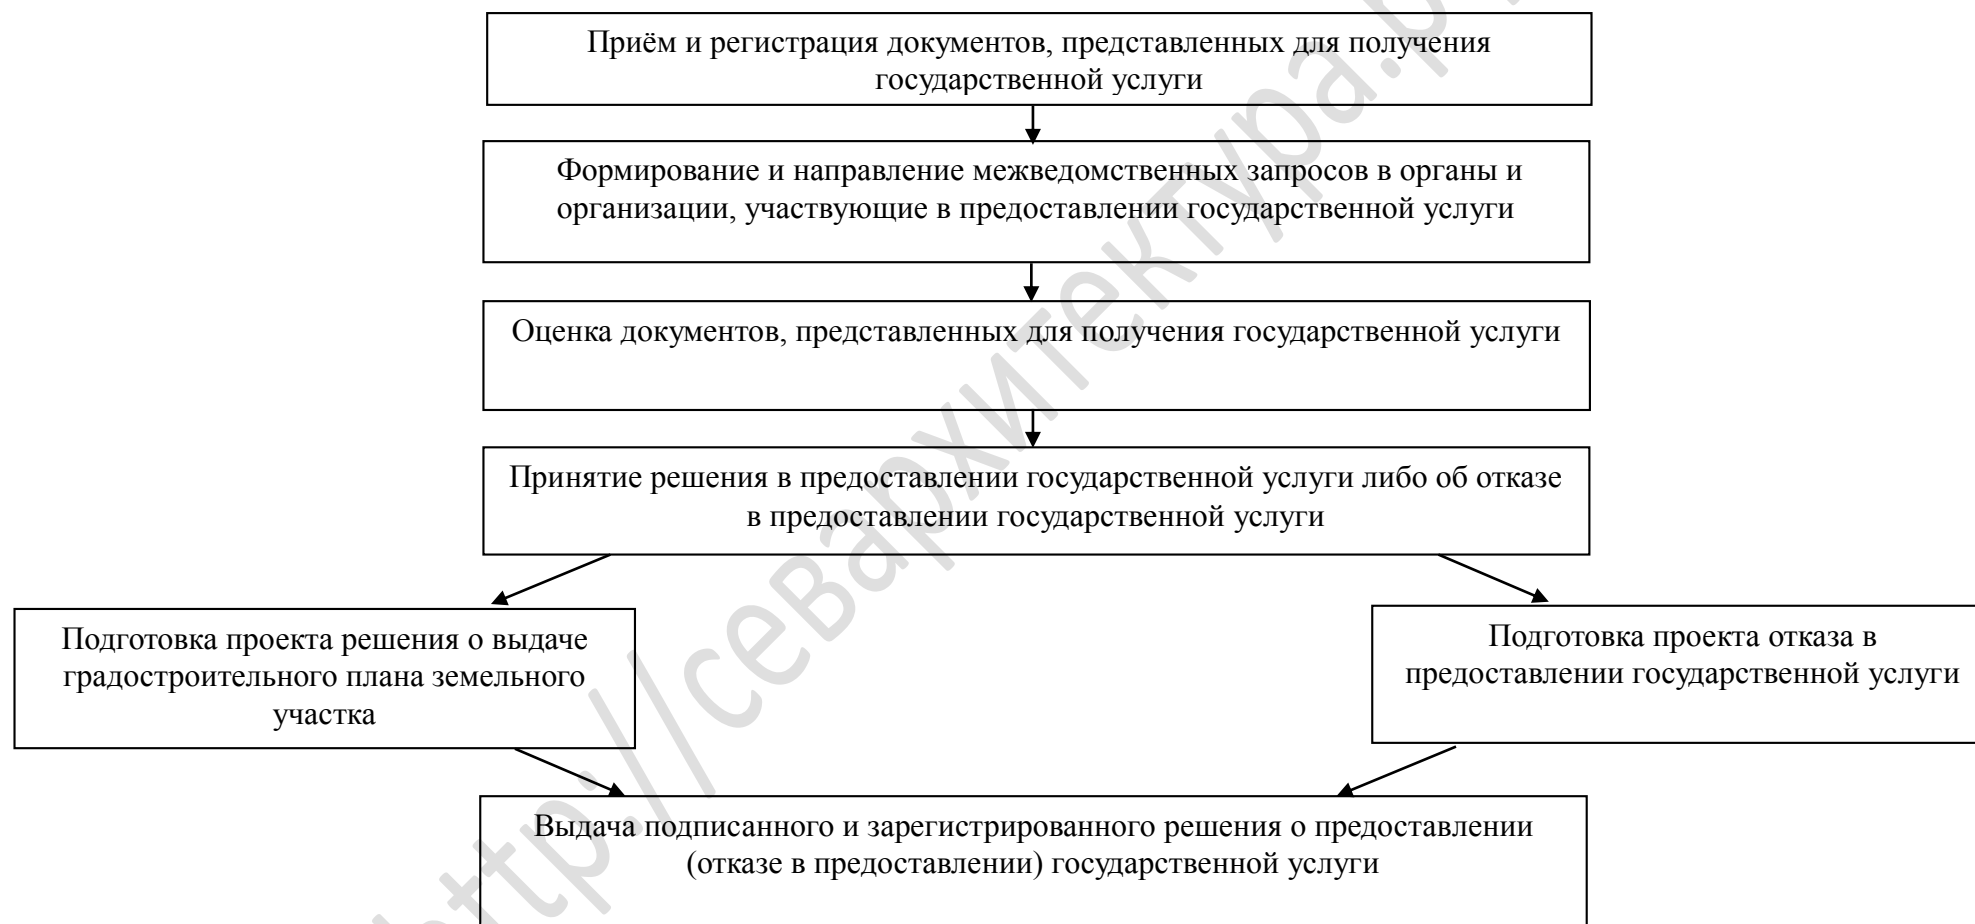 Приём и регистрация документов, представленных для получения
государственной услуги
Формирование и направление межведомственных запросов в органы и
организации, участвующие в предоставлении государственной услуги
Оценка документов, представленных для получения государственной услуги
Принятие решения в предоставлении государственной услуги либо об отказе
в предоставлении государственной услуги
Подготовка проекта решения о выдаче
градостроительного плана земельного
участка
Подготовка проекта отказа в
предоставлении государственной услуги
Выдача подписанного и зарегистрированного решения о предоставлении
(отказе в предоставлении) государственной услуги
http://севархитектура.р